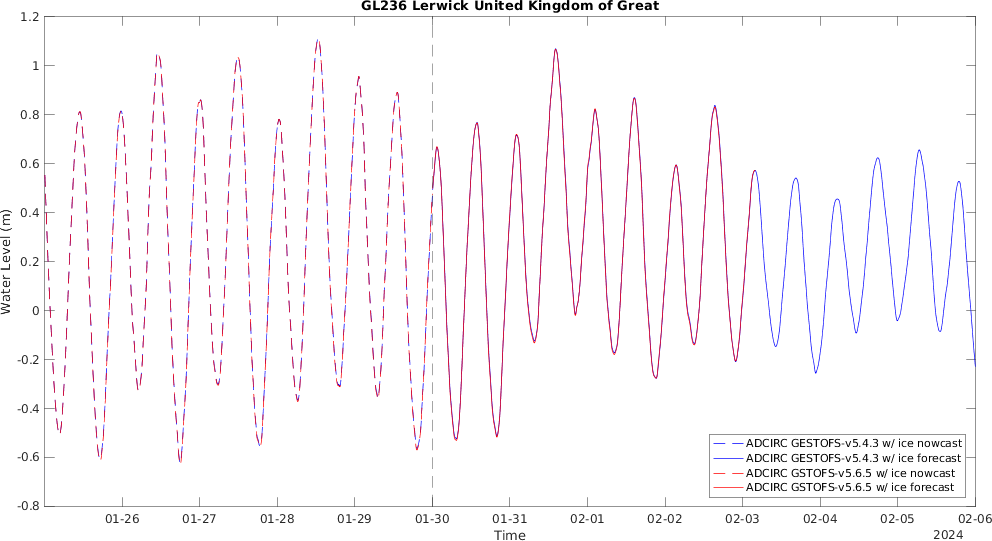 GL236 Lerwick United Kingdom of Great
1.2
1
0.8
0.6
0.4
0.2
0
-0.2
-0.4
-0.6
-0.8
Water Level (m)
ADCIRC GESTOFS-v5.4.3 w/ ice nowcast
ADCIRC GESTOFS-v5.4.3 w/ ice forecast
ADCIRC GSTOFS-v5.6.5 w/ ice nowcast
ADCIRC GSTOFS-v5.6.5 w/ ice forecast
01-26 01-27 01-28 01-29 01-30 01-31 02-01 02-02 02-03 02-04 02-05 02-06
Time
2024